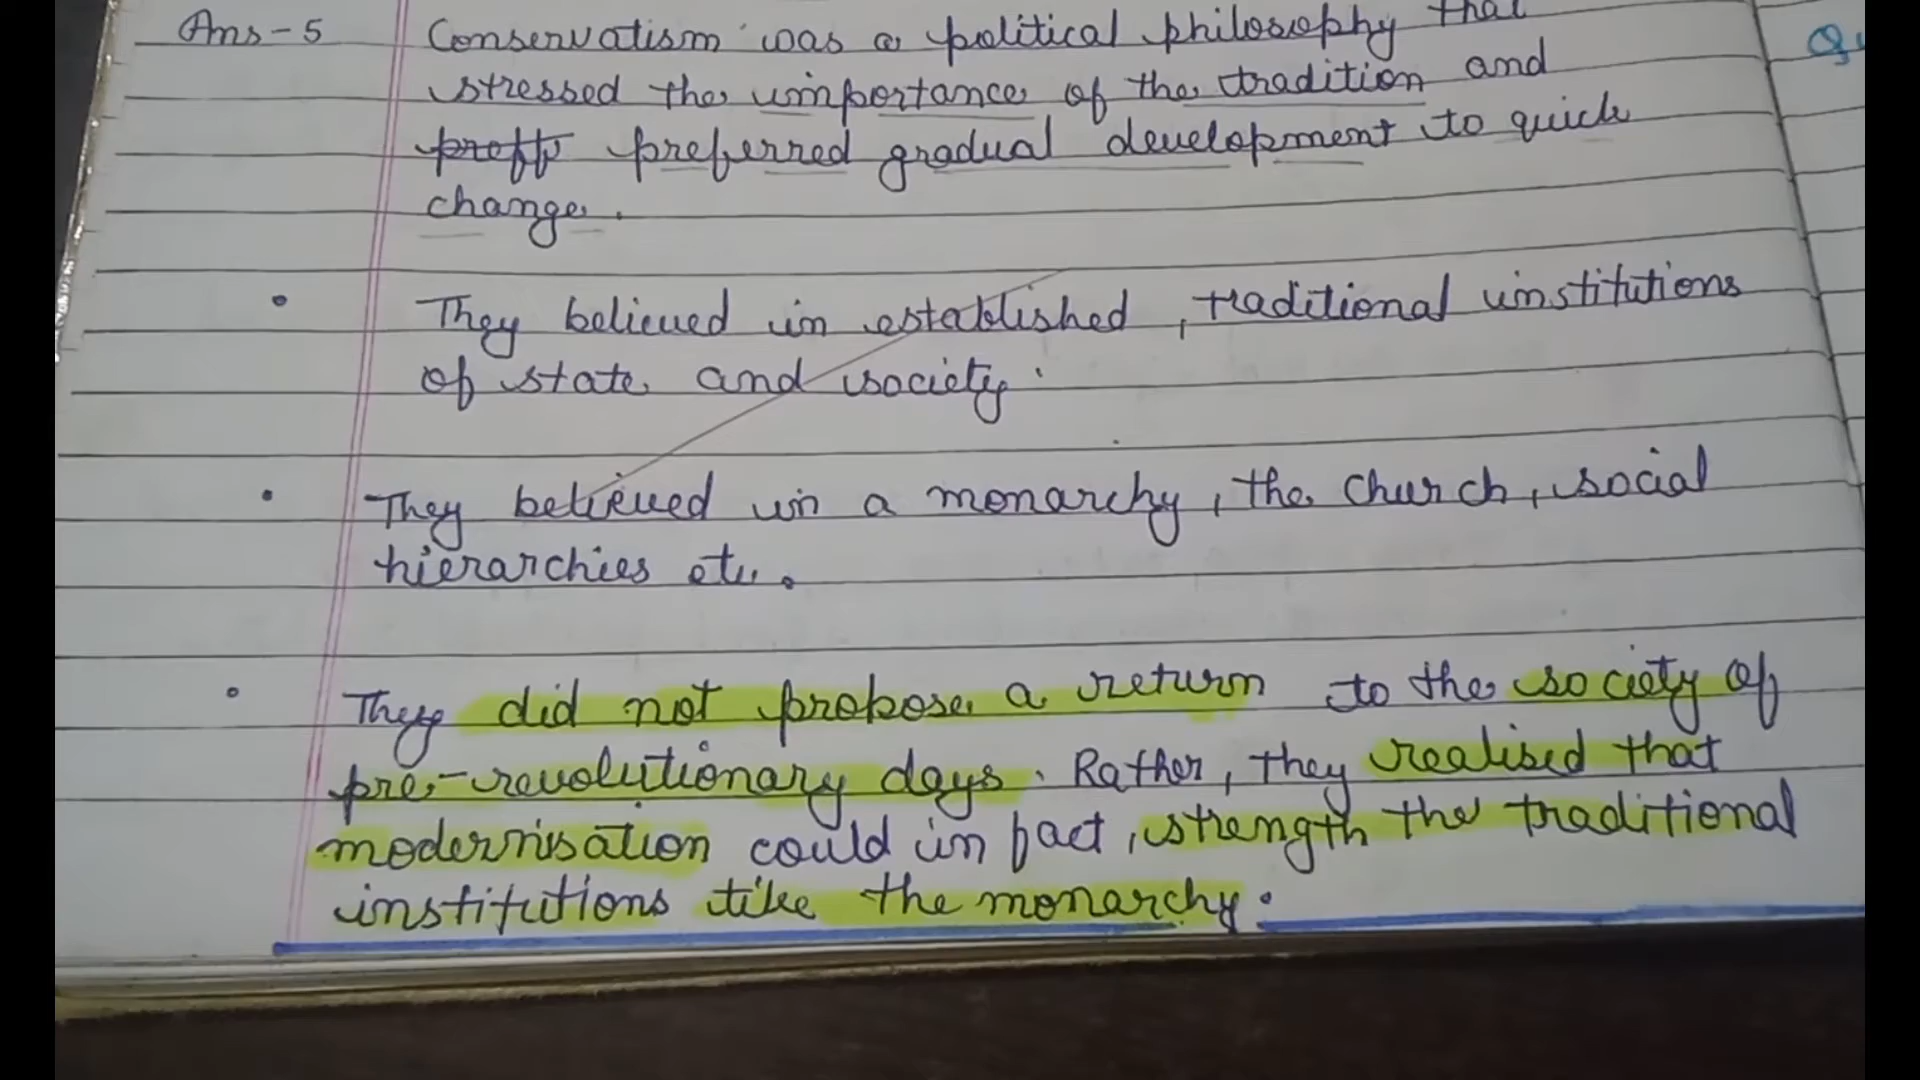 Ans-5 Conservatism was a political philosophy that
stressed the importance of the tradition and
preferred gradual development to quick
change.
• They believed in established, traditional institutions
of state and society.
• They believed in a monarchy, the church, social
hierarchies etc.
• They did not propose a return to the society of
pre-revolutionary days. Rather, they realised that
modernisation could in fact, strength the traditional
institutions like the monarchy.